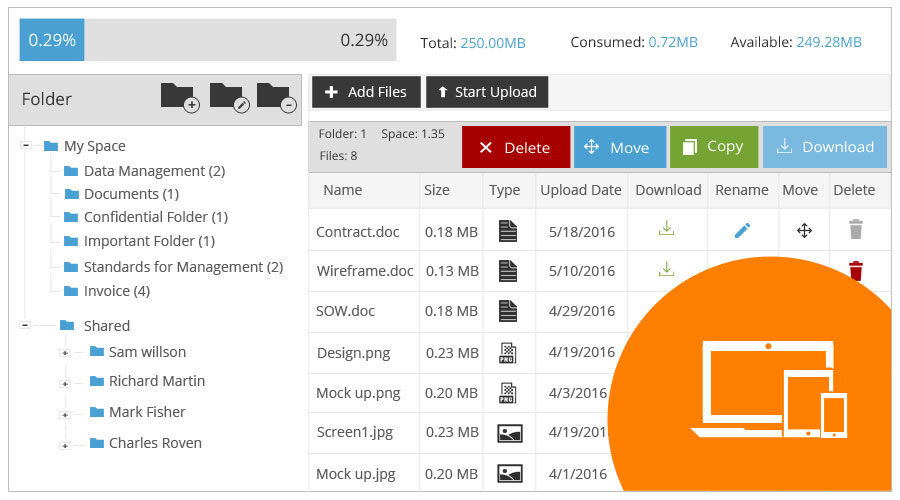 0.29% 0.29% Total: 250.00MB Consumed: 0.72MB Available: 249.28MB
Folder
My Space
Data Management (2)
Documents (1)
Confidential Folder (1)
Important Folder (1)
Standards for Management (2)
Invoice (4)
Shared
Sam willson
Richard Martin
Mark Fisher
Charles Roven
Add Files Start Upload
Folder: 1 Space: 1.35
Files: 8
Delete Move Copy Download
Name Size Type Upload Date Download Rename Move Delete
Contract.doc 0.18 MB 5/18/2016
Wireframe.doc 0.13 MB 5/10/2016
SOW.doc 0.18 MB 4/29/2016
Design.png 0.23 MB PNG 4/19/2016
Mock up.png 0.20 MB PNG 4/3/2016
Screen1.jpg 0.23 MB 4/19/201
Mock up.jpg 0.20 MB 4/1/2016